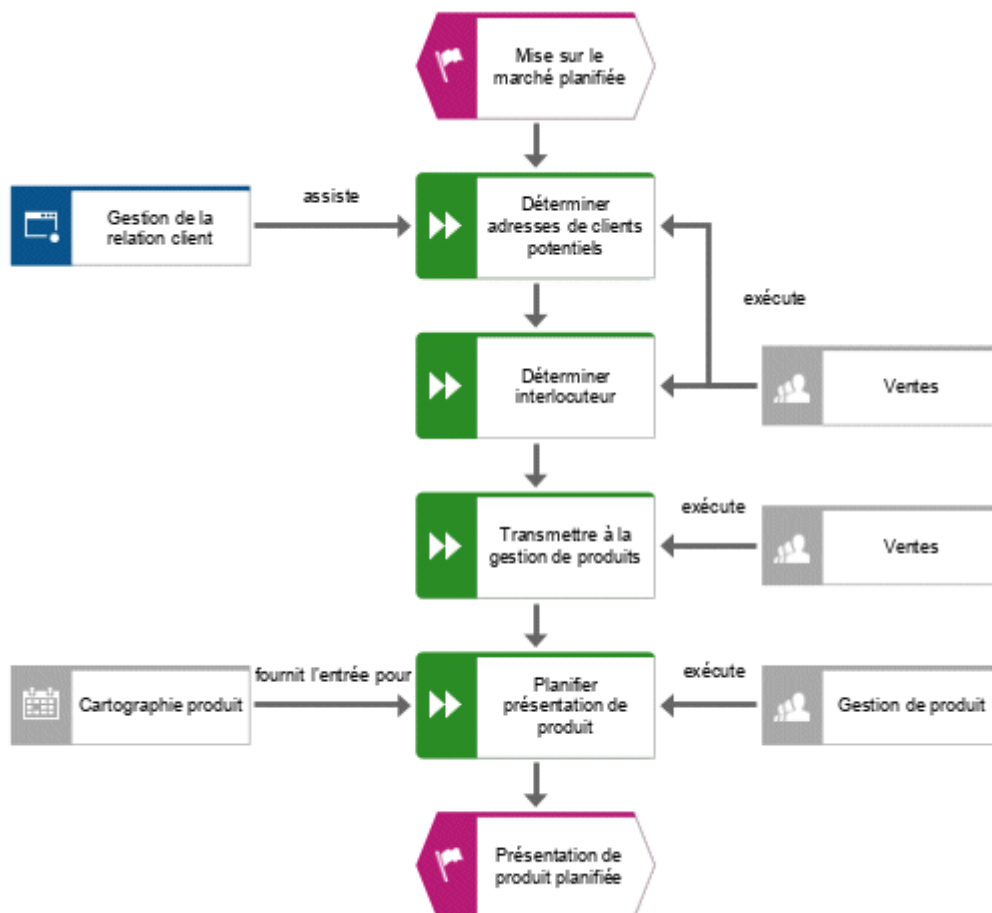 Mise sur le
marché planifiée
assiste
Gestion de la
relation client
Déterminer
adresses de clients
potentiels
exécute
Déterminer
interlocuteur
Ventes
Transmettre à la
gestion de produits
exécute
Ventes
Cartographie produit
fournit l'entrée pour
Planifier
présentation de
produit
exécute
Gestion de produit
Présentation de
produit planifiée